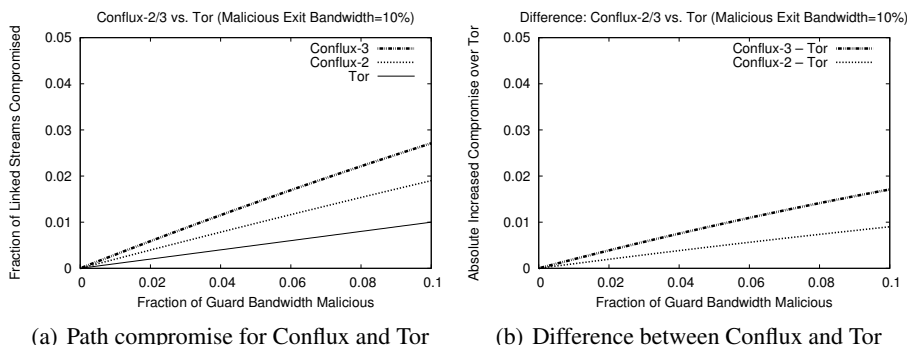 Conflux-2/3 vs. Tor (Malicious Exit Bandwidth=10%)
Fraction of Linked Streams Compromised
0.05
0.04
0.03
0.02
0.01
0
Conflux-3
Conflux-2
Tor
0 0.02 0.04 0.06 0.08 0.1
Fraction of Guard Bandwidth Malicious
(a) Path compromise for Conflux and Tor
Difference: Conflux-2/3 vs. Tor (Malicious Exit Bandwidth=10%)
Absolute Increased Compromise over Tor
0.05
0.04
0.03
0.02
0.01
0
Conflux-3 – Tor
Conflux-2 – Tor
0 0.02 0.04 0.06 0.08 0.1
Fraction of Guard Bandwidth Malicious
(b) Difference between Conflux and Tor